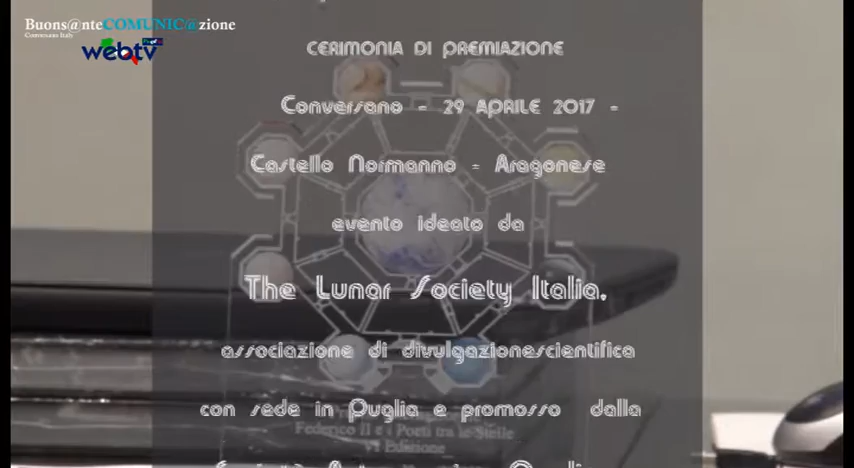 Buons@nteCOMUNIC@zione
Conversano Italy
webtv
CERIMONIA DI PREMIAZIONE
Conversano - 29 APRILE 2017 -
Castello Normanno - Aragonese
evento ideato da
The Lunar Society Italia,
associazione di divulgazionescientifica
con sede in Puglia e promosso dalla
Federico II e i Poeti tra le Stelle
VI Edizione